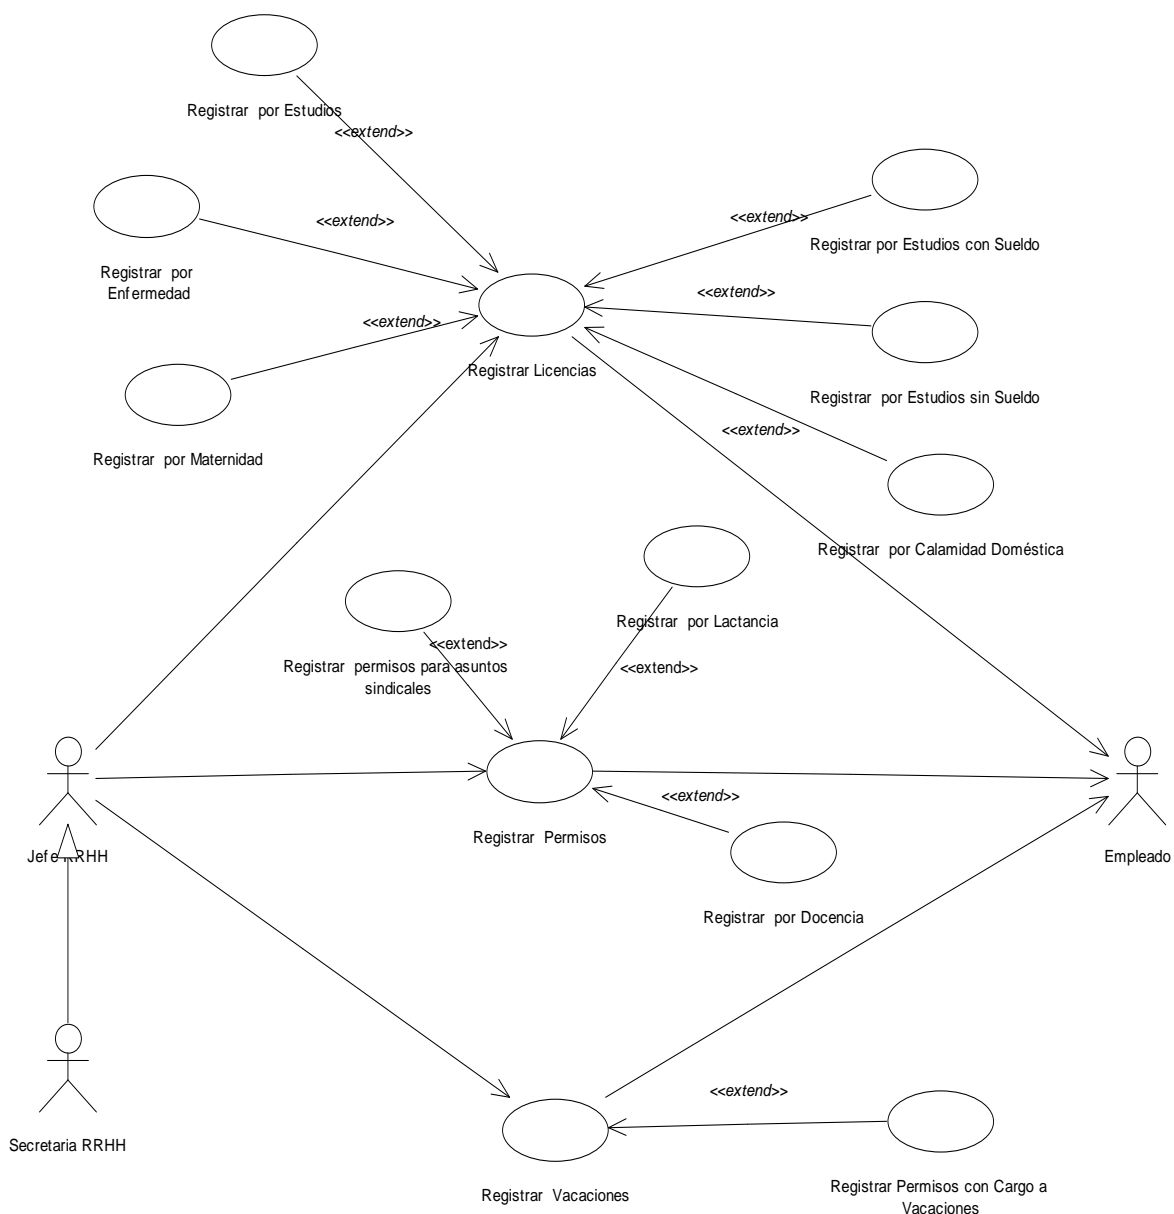 Registrar por Estudios
<<extend>>
<<extend>>
<<extend>>
Registrar por Estudios con Sueldo
Registrar por
Enfermedad
<<extend>>
<<extend>>
Registrar Licencias
Registrar por Estudios sin Sueldo
<<extend>>
Registrar por Maternidad
Registrar por Calamidad Doméstica
Registrar por Lactancia
<<extend>>
Registrar permisos para asuntos
sindicales
<<extend>>
<<extend>>
Registrar Permisos
Jefe RRHH
Empleado
Registrar por Docencia
<<extend>>
Secretaria RRHH
Registrar Vacaciones
Registrar Permisos con Cargo a
Vacaciones